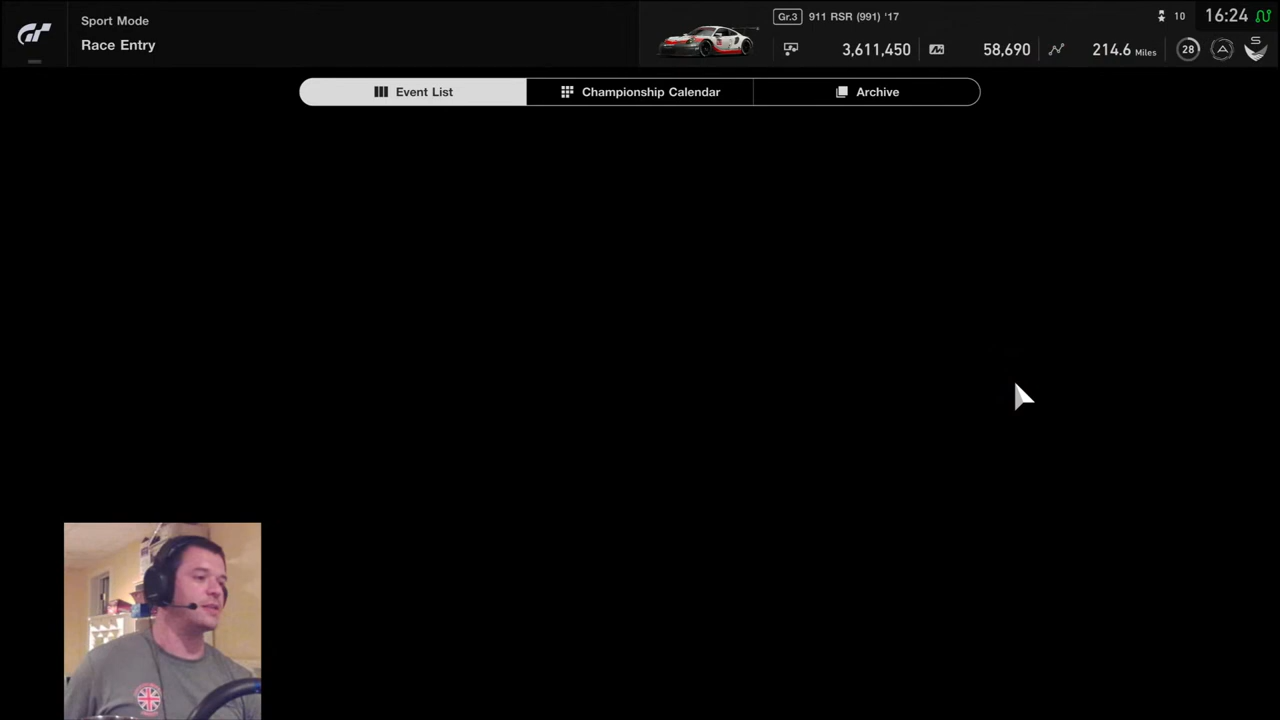 Sport Mode
Race Entry
Gr.3 911 RSR (991) '17
10
16:24
3,611,450
58,690
214.6 Miles
28
A
S
Event List
Championship Calendar
Archive